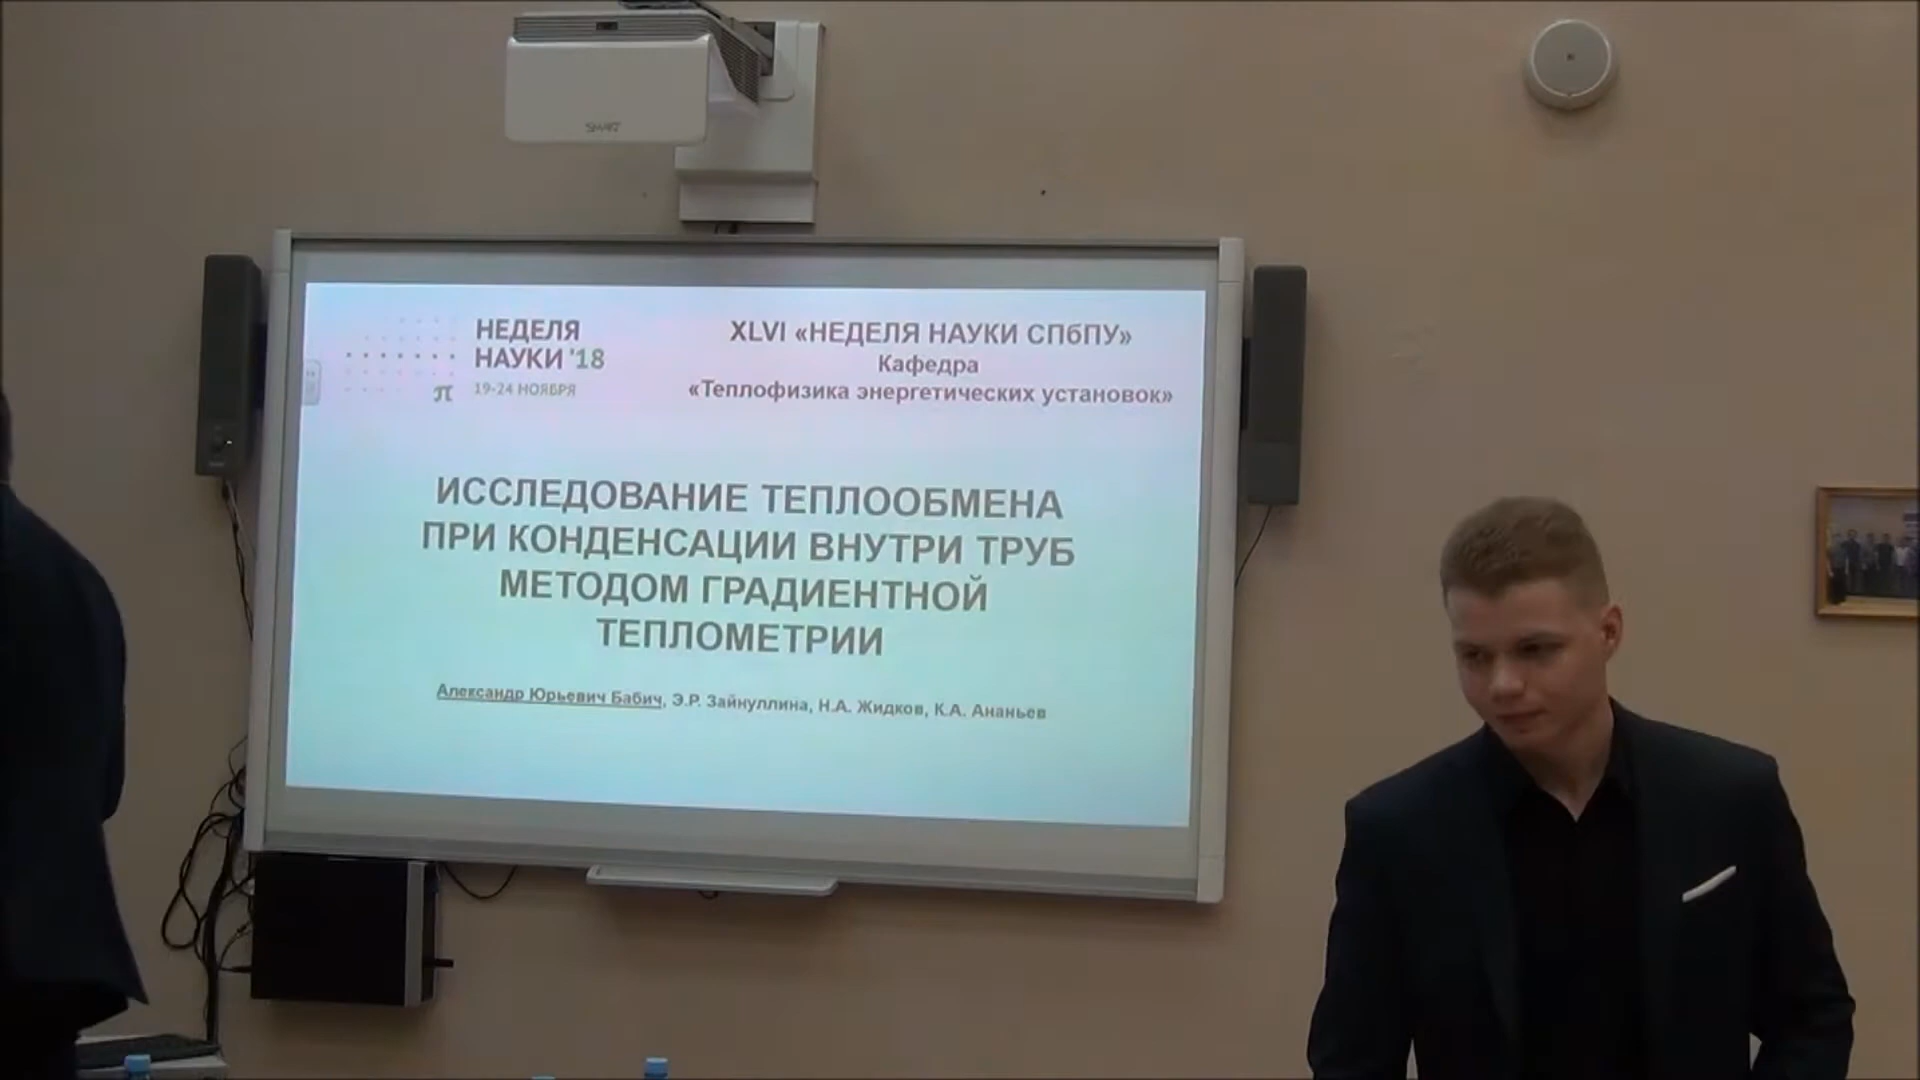 SMART
НЕДЕЛЯ
НАУКИ '18
19-24 НОЯБРЯ
π
XLVI «НЕДЕЛЯ НАУКИ СПбПУ»
Кафедра
«Теплофизика энергетических установок»
ИССЛЕДОВАНИЕ ТЕПЛООБМЕНА
ПРИ КОНДЕНСАЦИИ ВНУТРИ ТРУБ
МЕТОДОМ ГРАДИЕНТНОЙ
ТЕПЛОМЕТРИИ
Александр Юрьевич Бабич, Э.Р. Зайнуллина, Н.А. Жидков, К.А. Ананьев